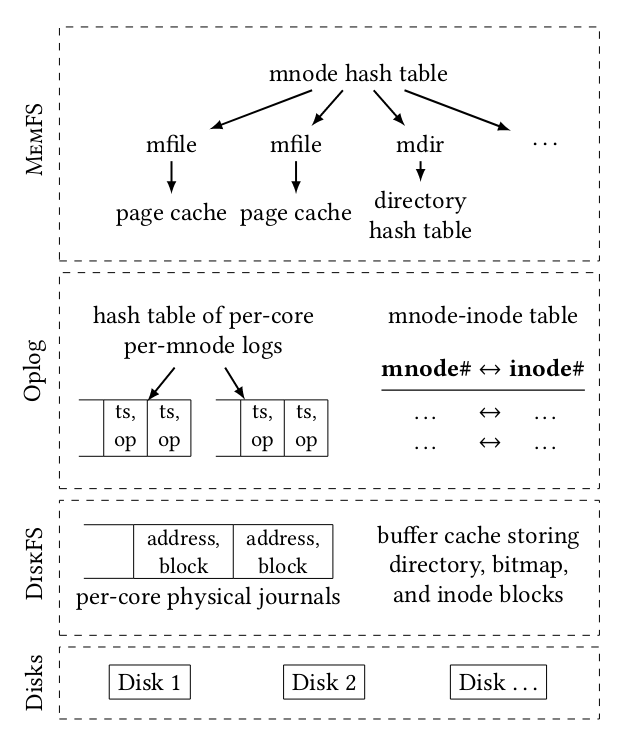 MemFS
mnode hash table
mfile mfile mdir ...
page cache page cache directory
hash table
Oplog
hash table of per-core
per-mnode logs
ts, ts, ts, ts,
op op op op
mnode-inode table
mnode# ↔ inode#
... ↔ ...
... ↔ ...
DiskFS
address, address,
block block
per-core physical journals
buffer cache storing
directory, bitmap,
and inode blocks
Disks
Disk 1 Disk 2 Disk ...